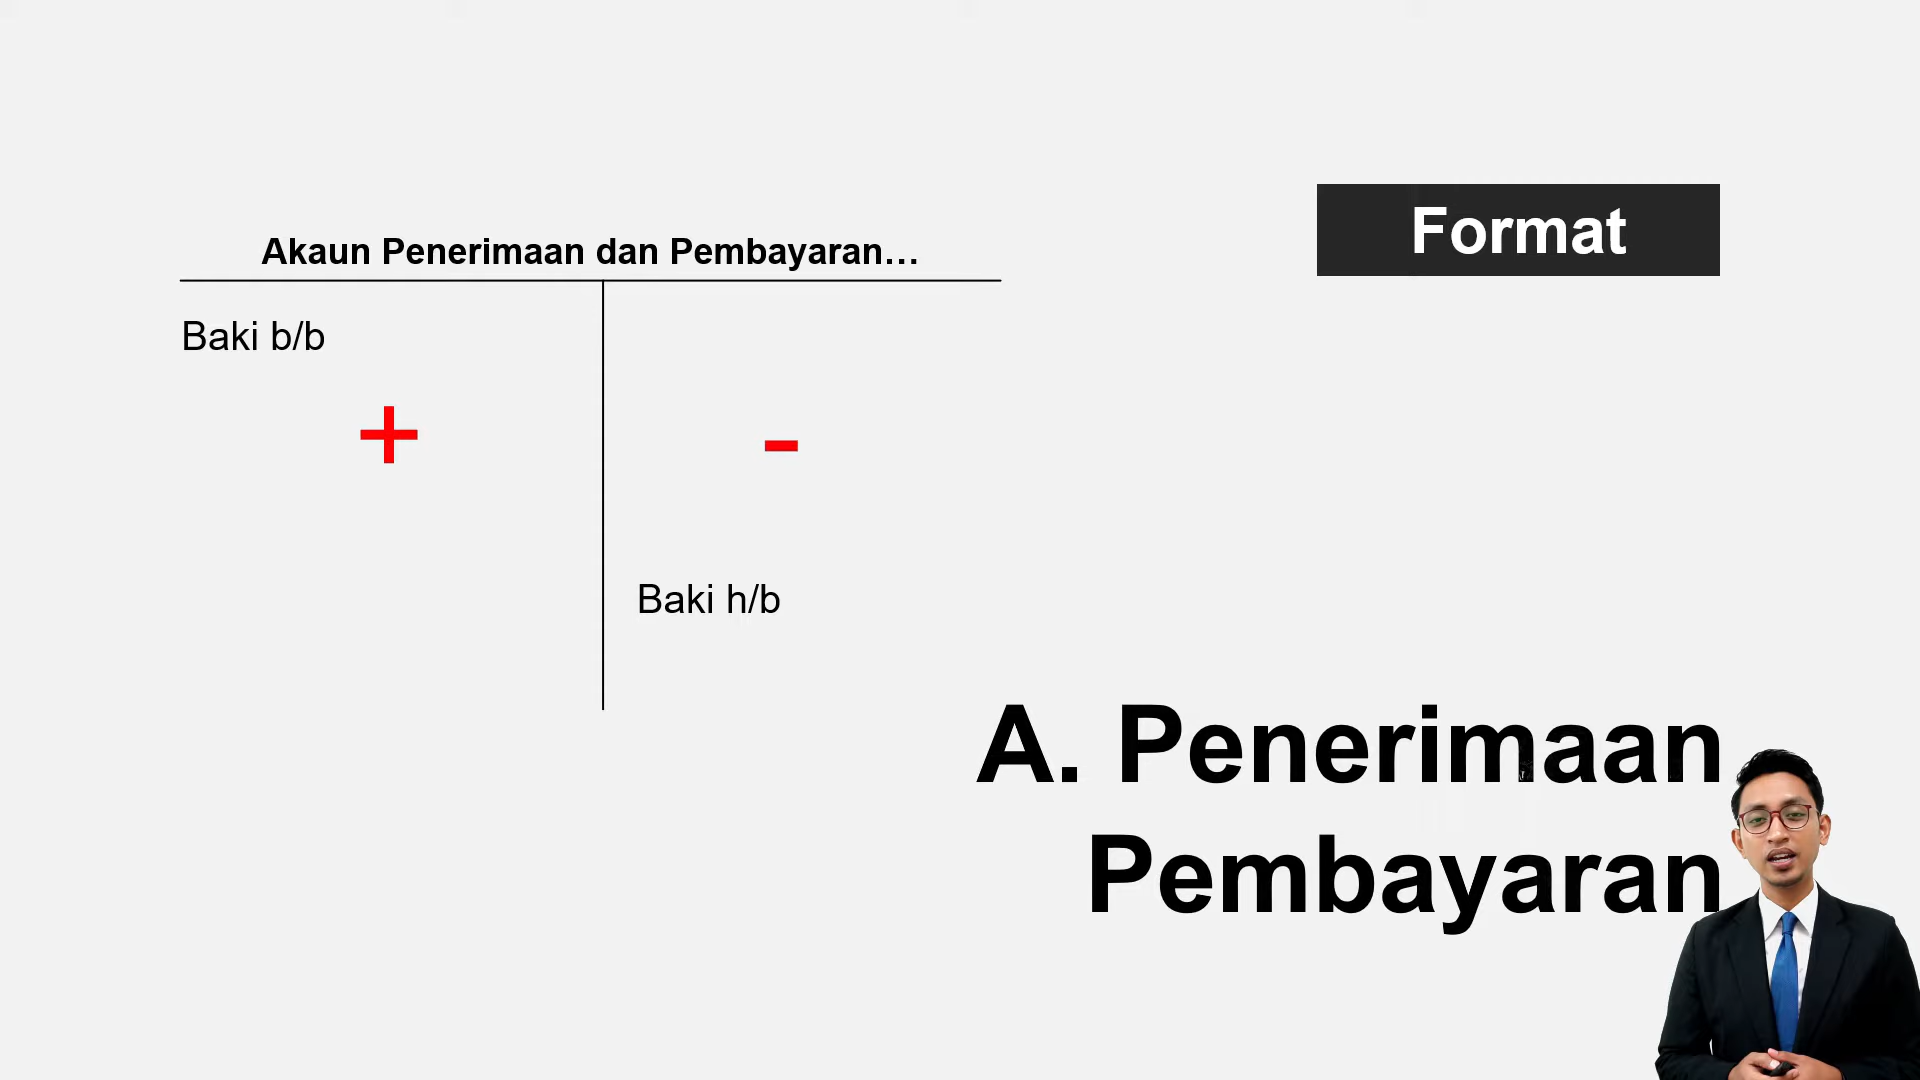 Format
Akaun Penerimaan dan Pembayaran…
Baki b/b
+
-
Baki h/b
A. Penerimaan
Pembayaran